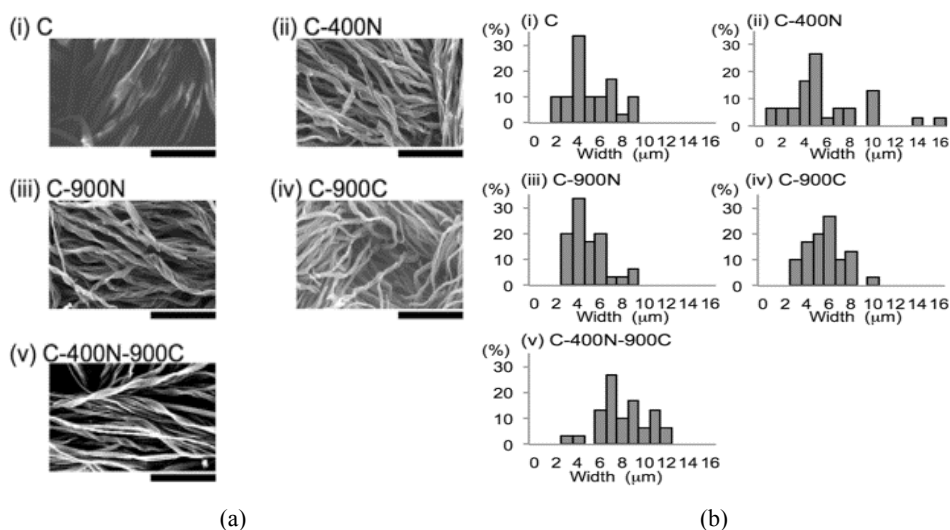 (i) C
(ii) C-400N
(iii) C-900N
(iv) C-900C
(v) C-400N-900C
(a)
(i) C
(%)
30
20
10
0
0 2 4 6 8 10 12 14 16
Width (μm)
(ii) C-400N
(%)
30
20
10
0
0 2 4 6 8 10 12 14 16
Width (μm)
(iii) C-900N
(%)
30
20
10
0
0 2 4 6 8 10 12 14 16
Width (μm)
(iv) C-900C
(%)
30
20
10
0
0 2 4 6 8 10 12 14 16
Width (μm)
(v) C-400N-900C
(%)
30
20
10
0
0 2 4 6 8 10 12 14 16
Width (μm)
(b)